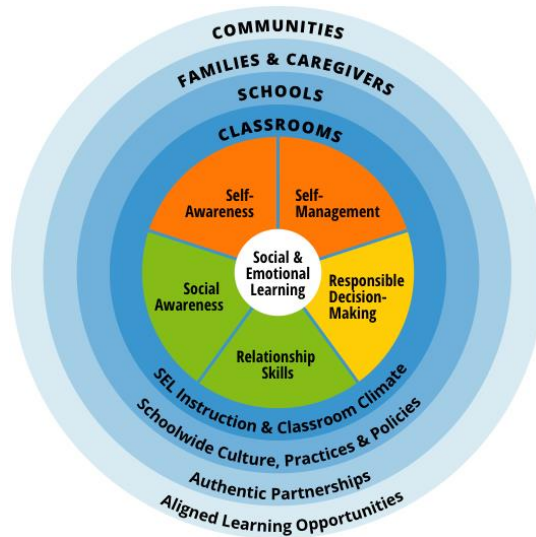 COMMUNITIES
FAMILIES & CAREGIVERS
SCHOOLS
CLASSROOMS
Self-
Awareness
Self-
Management
Social &
Emotional
Learning
Social
Awareness
Responsible
Decision-
Making
Relationship
Skills
SEL Instruction & Classroom Climate
Schoolwide Culture, Practices & Policies
Authentic Partnerships
Aligned Learning Opportunities